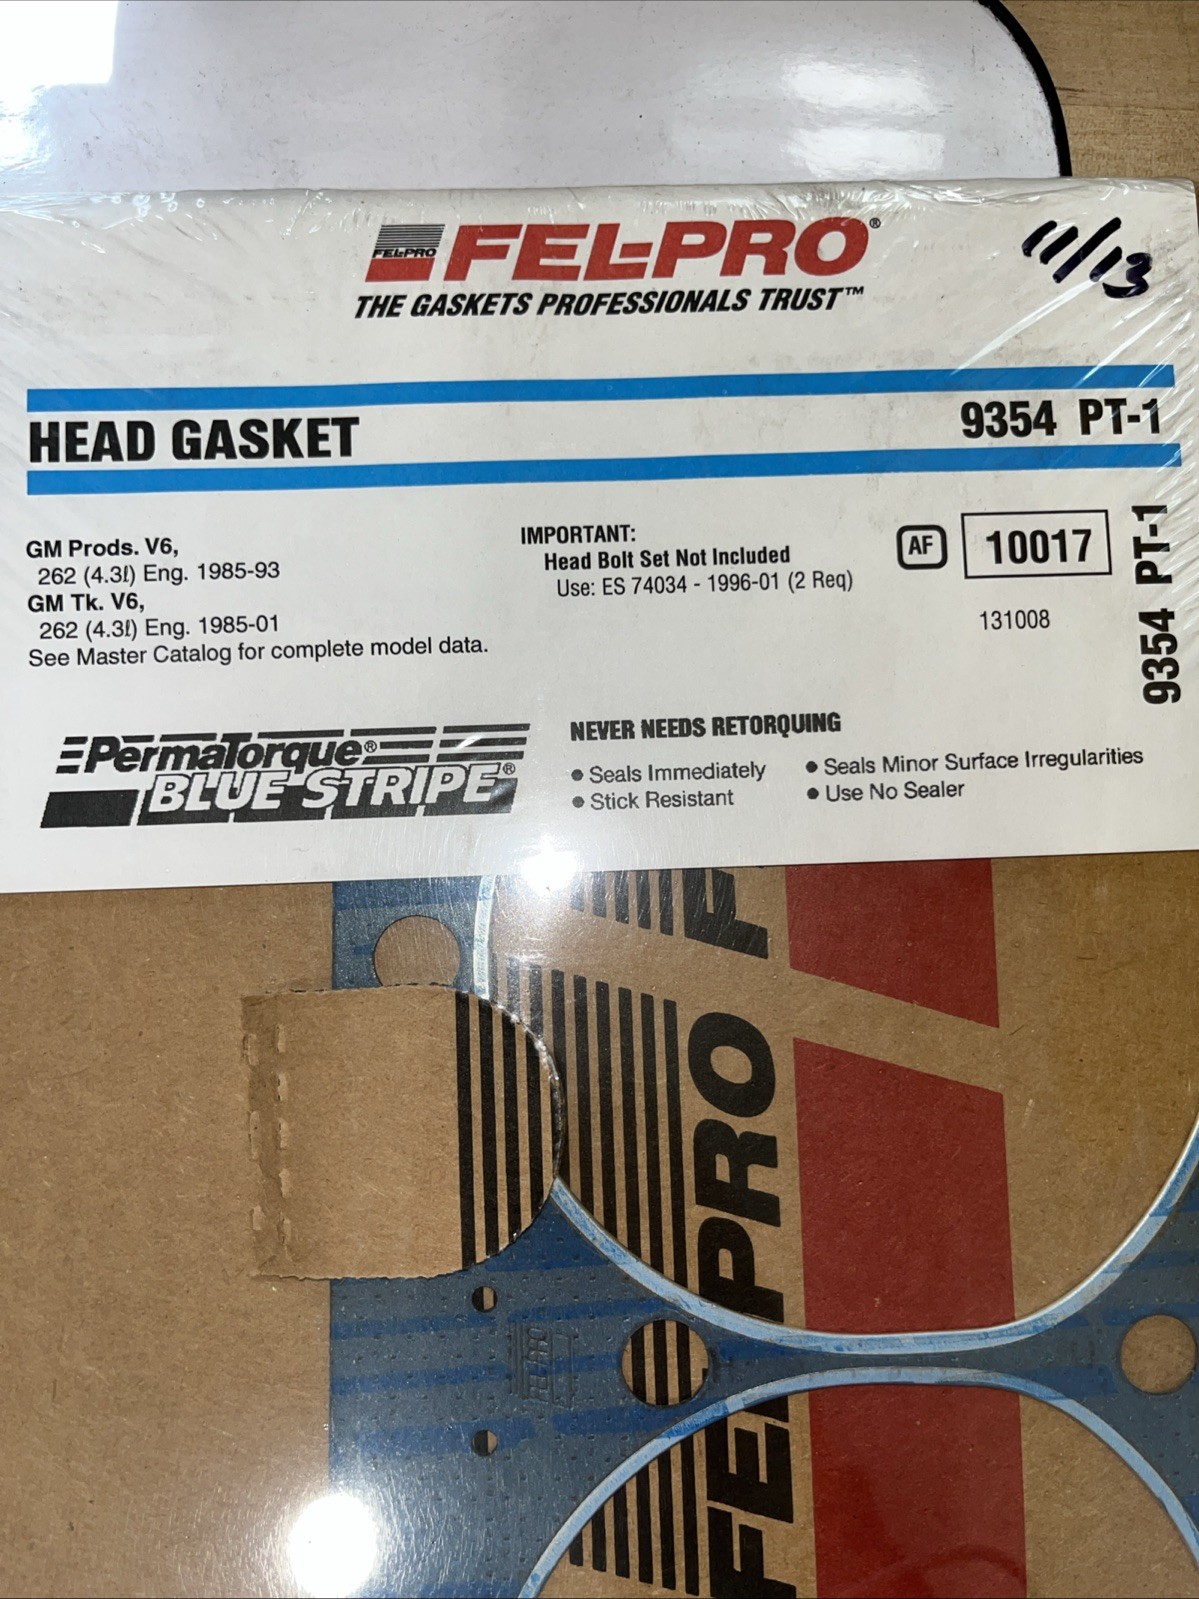 FEL-PRO FEL-PRO®
11/13
THE GASKETS PROFESSIONALS TRUST™
HEAD GASKET
9354 PT-1
GM Prods. V6,
262 (4.3ℓ) Eng. 1985-93
GM Tk. V6,
262 (4.3ℓ) Eng. 1985-01
See Master Catalog for complete model data.
IMPORTANT:
Head Bolt Set Not Included
Use: ES 74034 - 1996-01 (2 Req)
AF 10017
131008
9354 PT-1
PermaTorque®
BLUE STRIPE®
NEVER NEEDS RETORQUING
• Seals Immediately
• Stick Resistant
• Seals Minor Surface Irregularities
• Use No Sealer
F
FEL-PRO
FEL-PRO